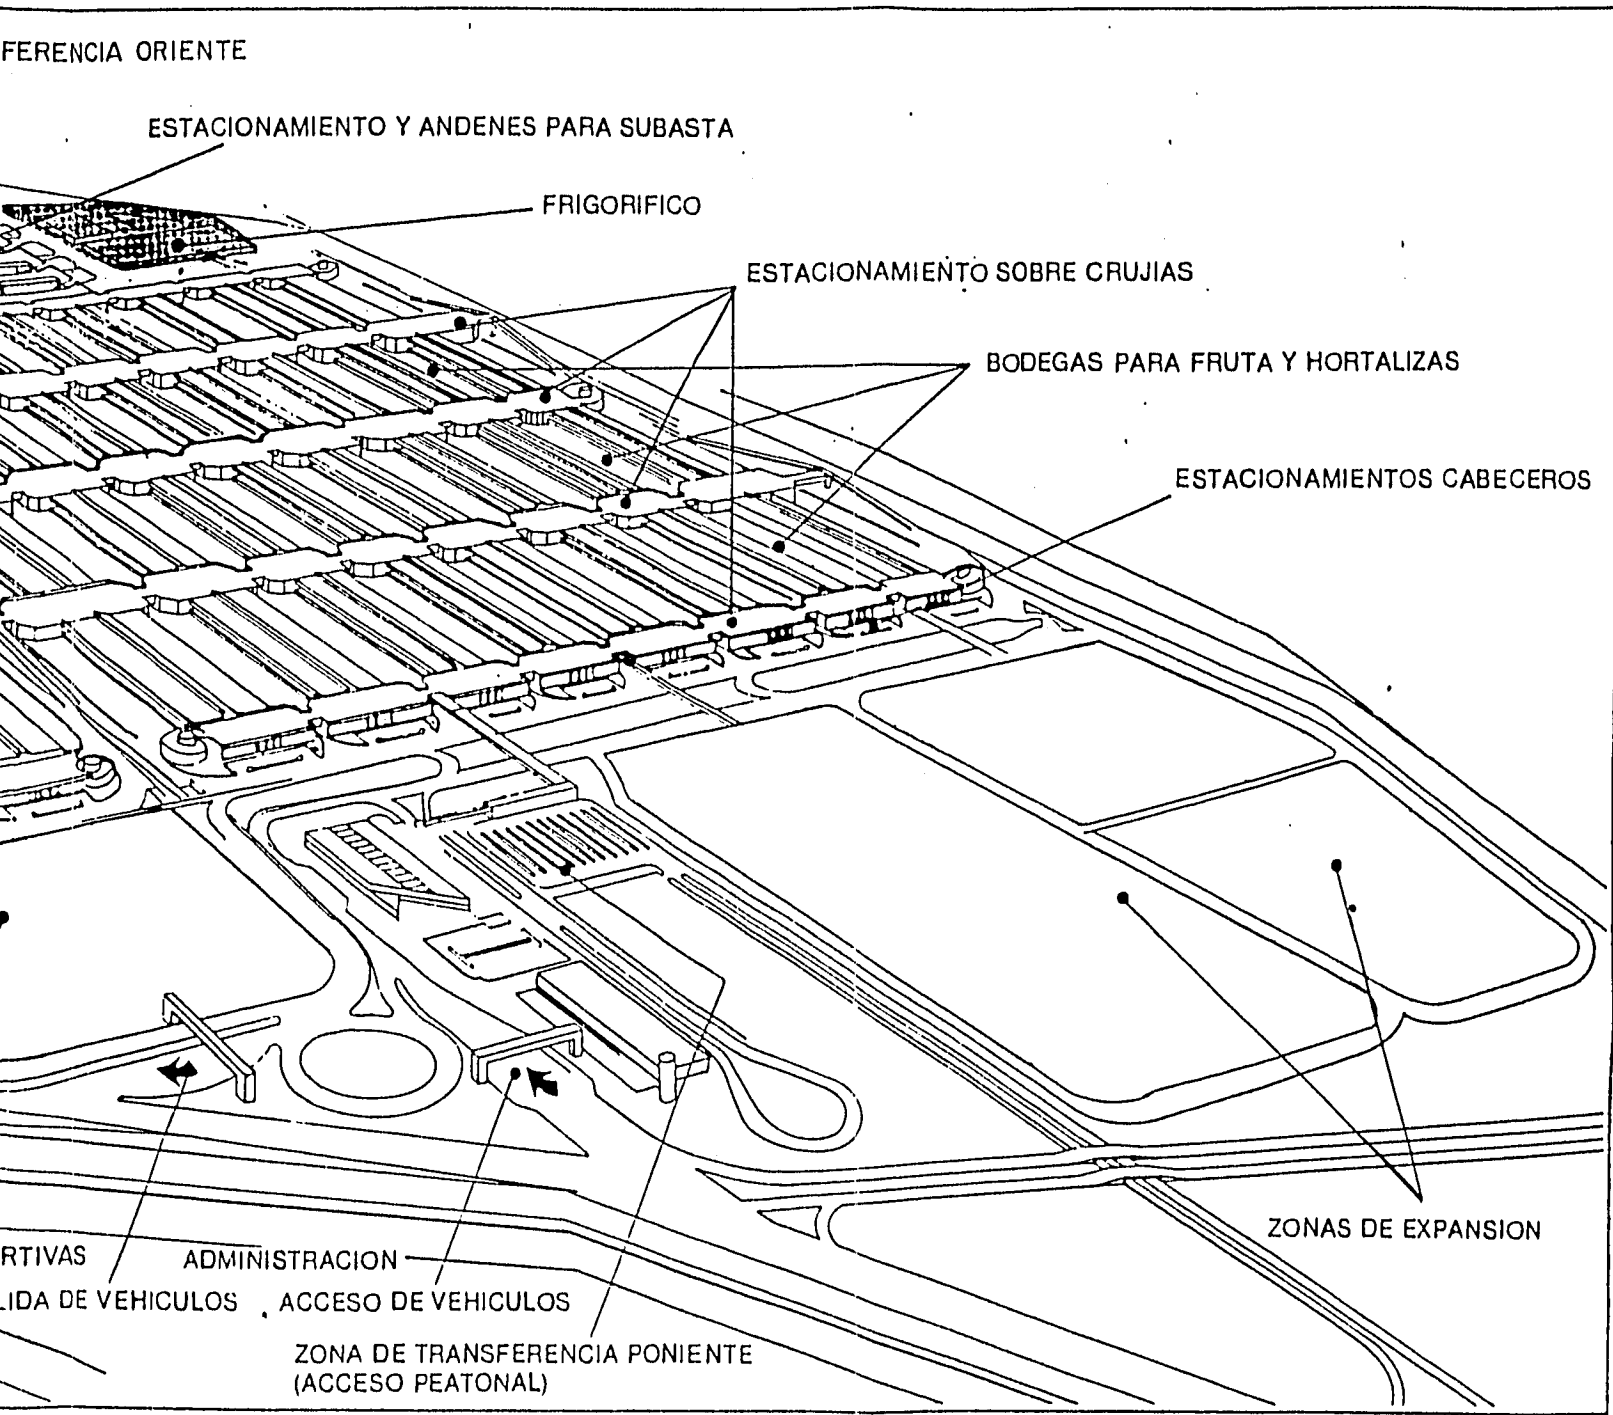 FERENCIA ORIENTE
ESTACIONAMIENTO Y ANDENES PARA SUBASTA
FRIGORIFICO
ESTACIONAMIENTO SOBRE CRUJIAS
BODEGAS PARA FRUTA Y HORTALIZAS
ESTACIONAMIENTOS CABECEROS
ZONAS DE EXPANSION
RTIVAS
ADMINISTRACION
LIDA DE VEHICULOS
ACCESO DE VEHICULOS
ZONA DE TRANSFERENCIA PONIENTE
(ACCESO PEATONAL)